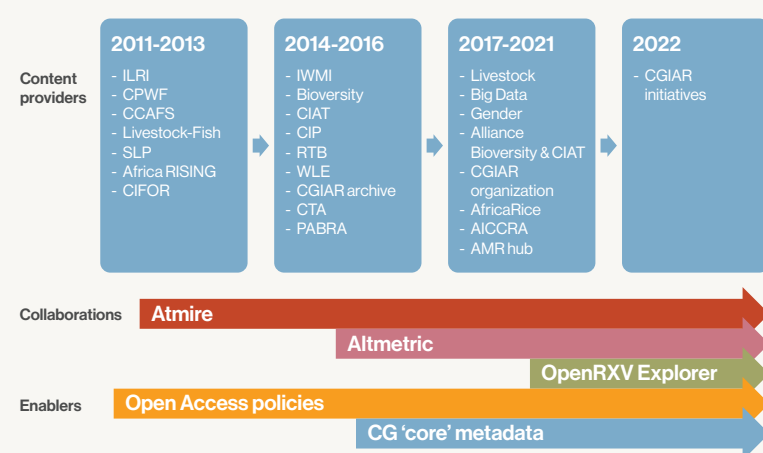 Content
providers
2011-2013
- ILRI
- CPWF
- CCAFS
- Livestock-Fish
- SLP
- Africa RISING
- CIFOR
2014-2016
- IWMI
- Bioversity
- CIAT
- CIP
- RTB
- WLE
- CGIAR archive
- CTA
- PABRA
2017-2021
- Livestock
- Big Data
- Gender
- Alliance
Bioversity & CIAT
- CGIAR
organization
- AfricaRice
- AICCRA
- AMR hub
2022
- CGIAR
initiatives
Collaborations
Atmire
Altmetric
OpenRXV Explorer
Enablers
Open Access policies
CG ‘core’ metadata